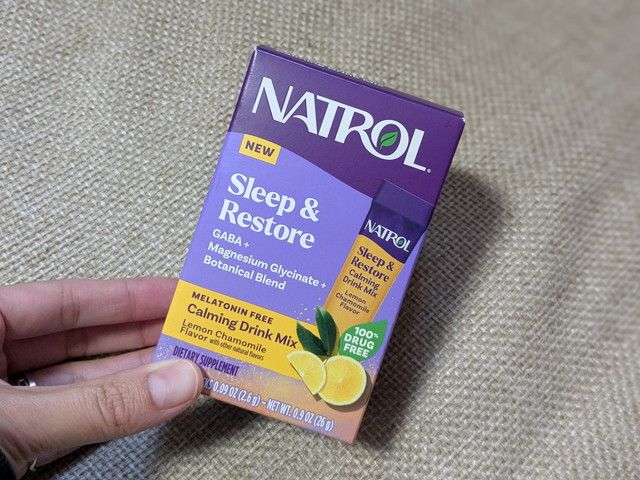 NATROL
NEW
Sleep &
Restore
GABA +
Magnesium Glycinate +
Botanical Blend
MELATONIN FREE
Calming Drink Mix
Lemon Chamomile
Flavor with other natural flavors
DIETARY SUPPLEMENT
0.09 OZ (2.6 g) – NET WT. 0.9 OZ (26 g)
NATROL
Sleep &
Restore
Calming
Drink Mix
Lemon
Chamomile
Flavor
100%
DRUG
FREE